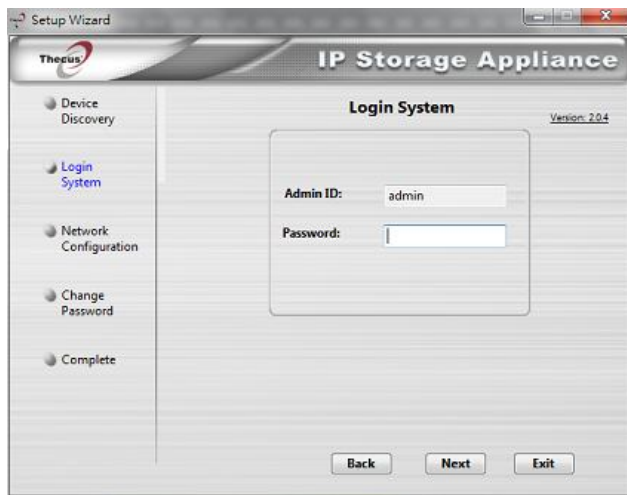 Setup Wizard
Thecus
IP Storage Appliance
Device
Discovery
Login
System
Network
Configuration
Change
Password
Complete
Login System
Version: 2.0.4
Admin ID:
admin
Password:
Back
Next
Exit